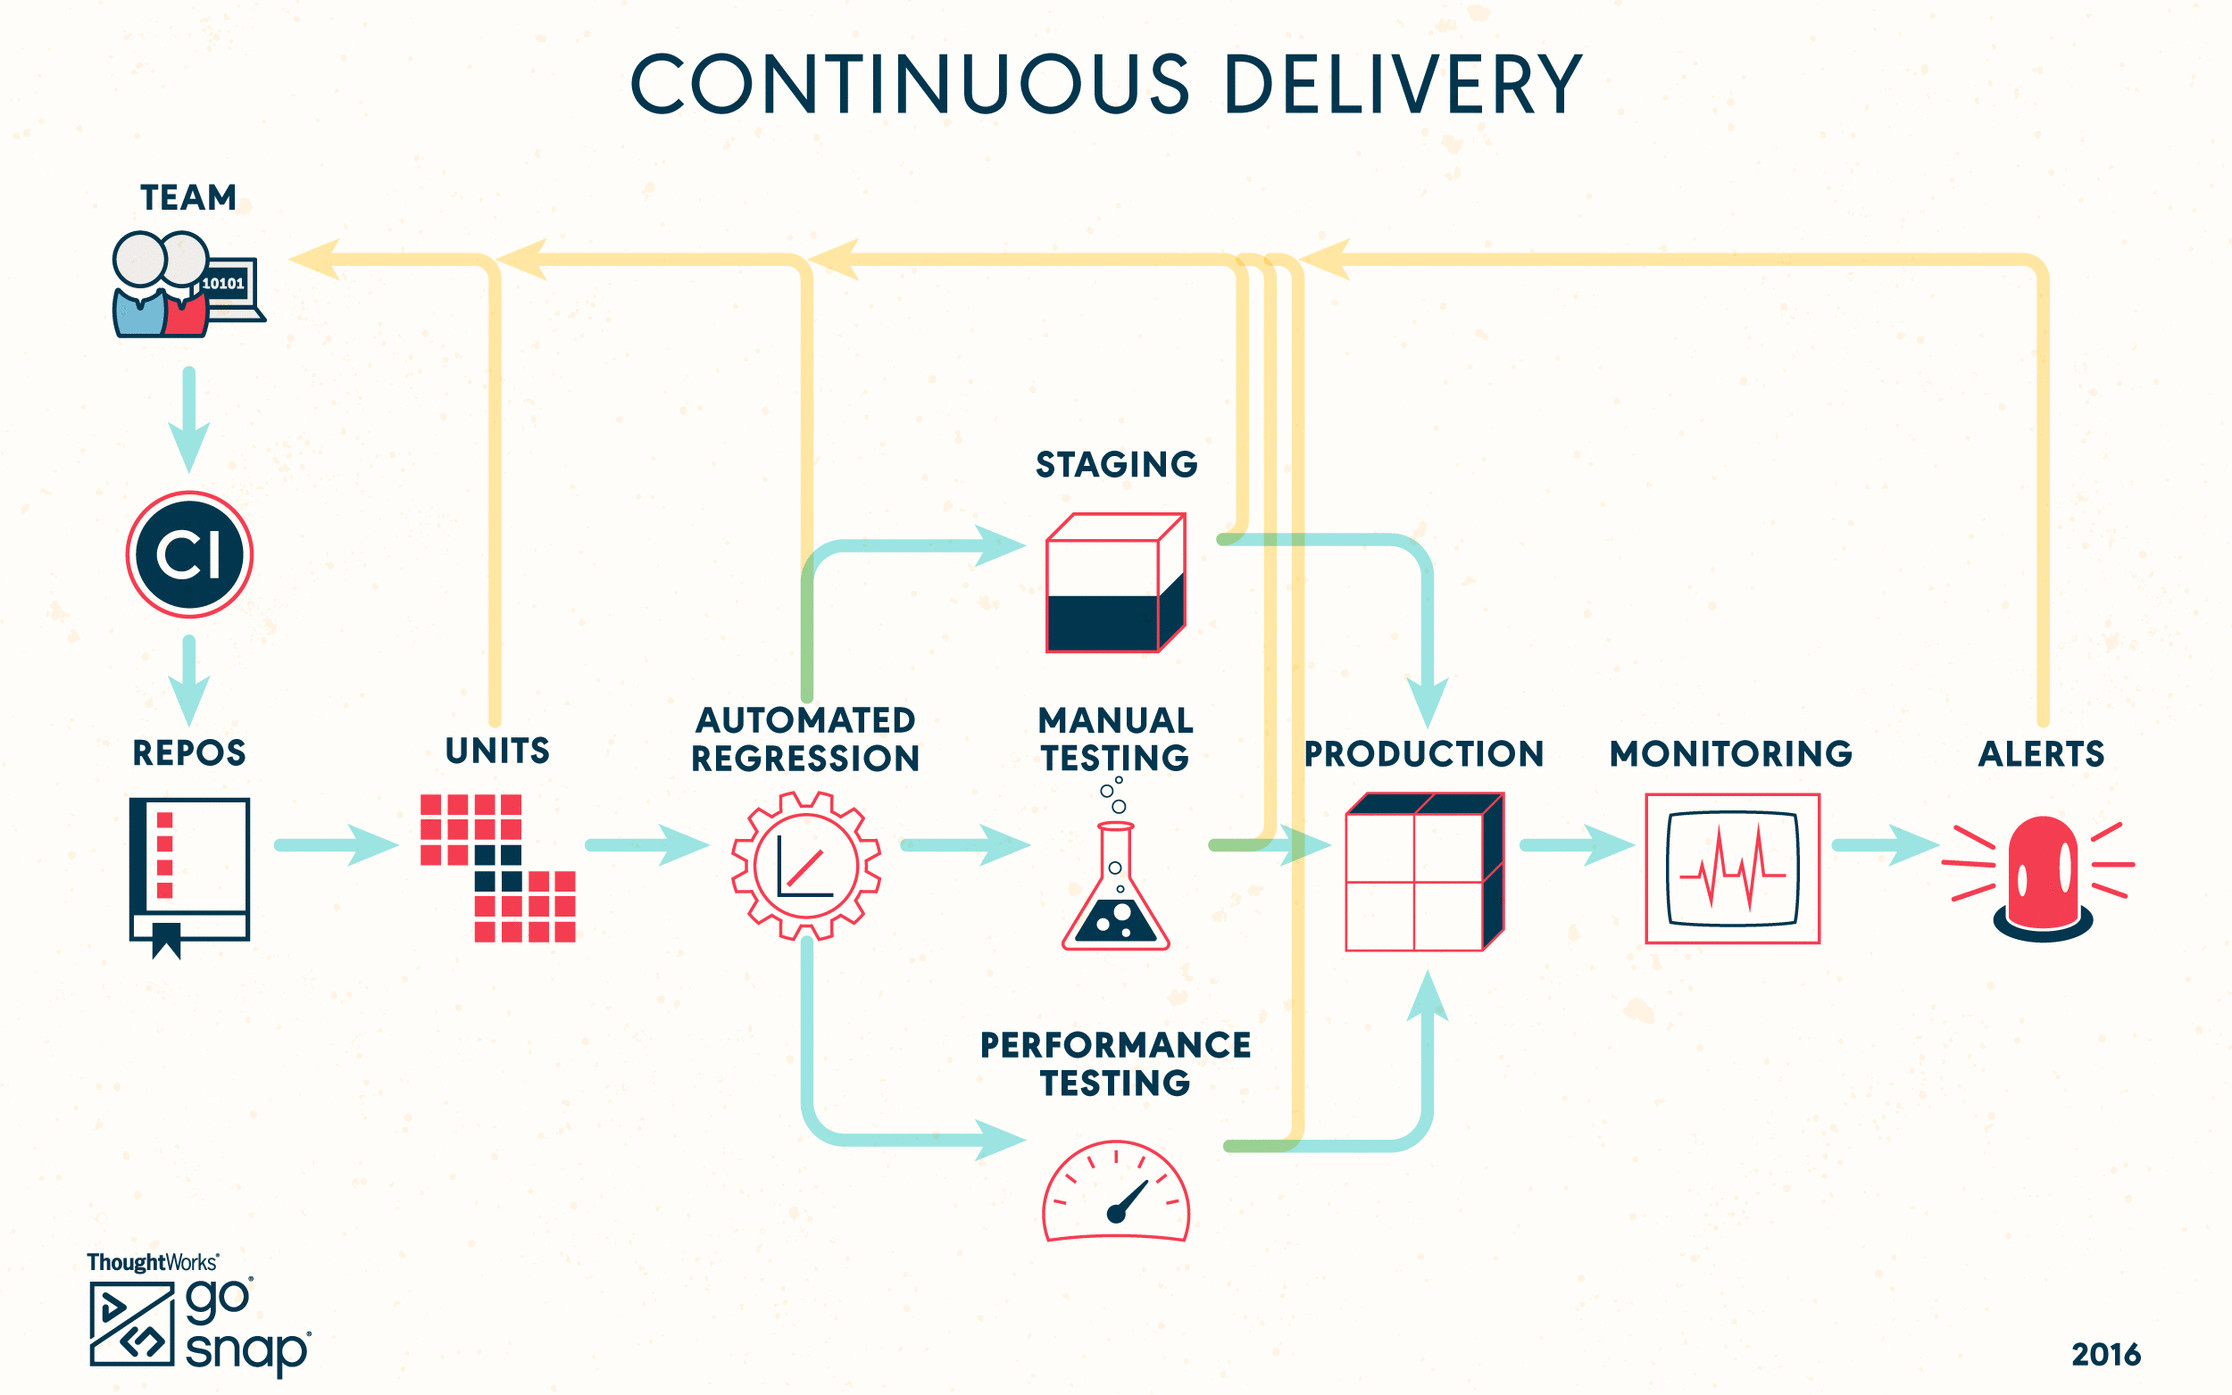 CONTINUOUS DELIVERY
TEAM
10101
CI
STAGING
REPOS
UNITS
AUTOMATED
REGRESSION
MANUAL
TESTING
PRODUCTION
MONITORING
ALERTS
PERFORMANCE
TESTING
ThoughtWorks®
go®
snap®
2016